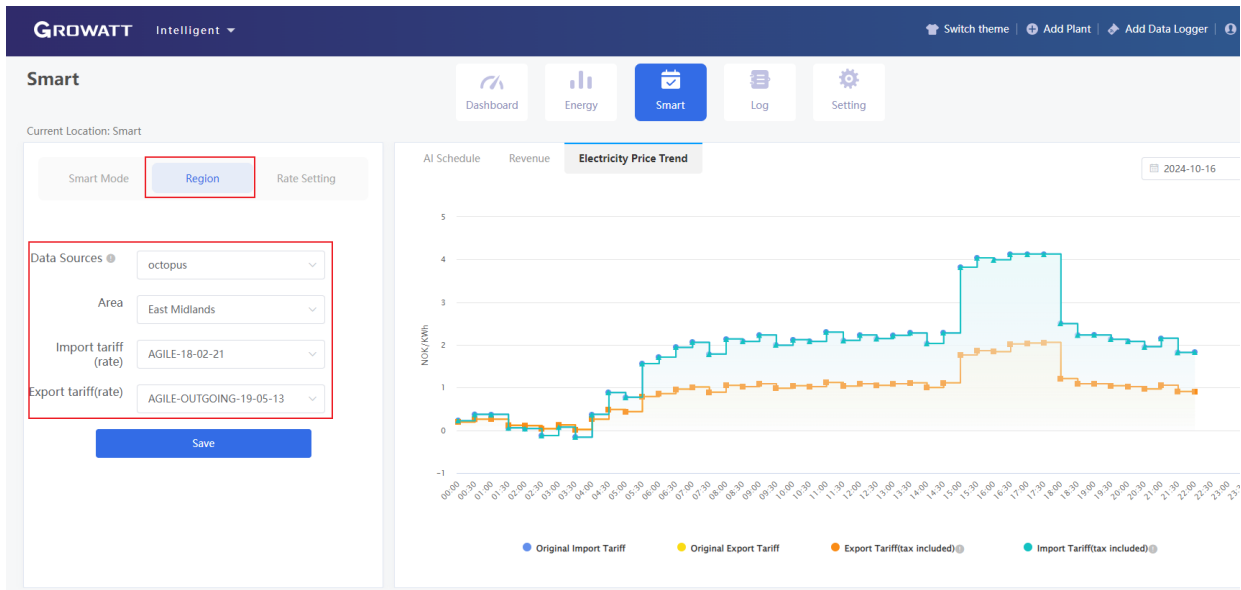 GROWATT Intelligent
Switch theme Add Plant Add Data Logger
Smart
Dashboard Energy Smart Log Setting
Current Location: Smart
Smart Mode Region Rate Setting
AI Schedule Revenue Electricity Price Trend
2024-10-16
Data Sources octopus
Area East Midlands
Import tariff
(rate) AGILE-18-02-21
Export tariff(rate) AGILE-OUTGOING-19-05-13
Save
NOK/KWh
5
4
3
2
1
0
-1
00:00 00:30 01:00 01:30 02:00 02:30 03:00 03:30 04:00 04:30 05:00 05:30 06:00 06:30 07:00 07:30 08:00 08:30 09:00 09:30 10:00 10:30 11:00 11:30 12:00 12:30 13:00 13:30 14:00 14:30 15:00 15:30 16:00 16:30 17:00 17:30 18:00 18:30 19:00 19:30 20:00 20:30 21:00 21:30 22:00 22:30 23:00
Original Import Tariff Original Export Tariff Export Tariff(tax included) Import Tariff(tax included)